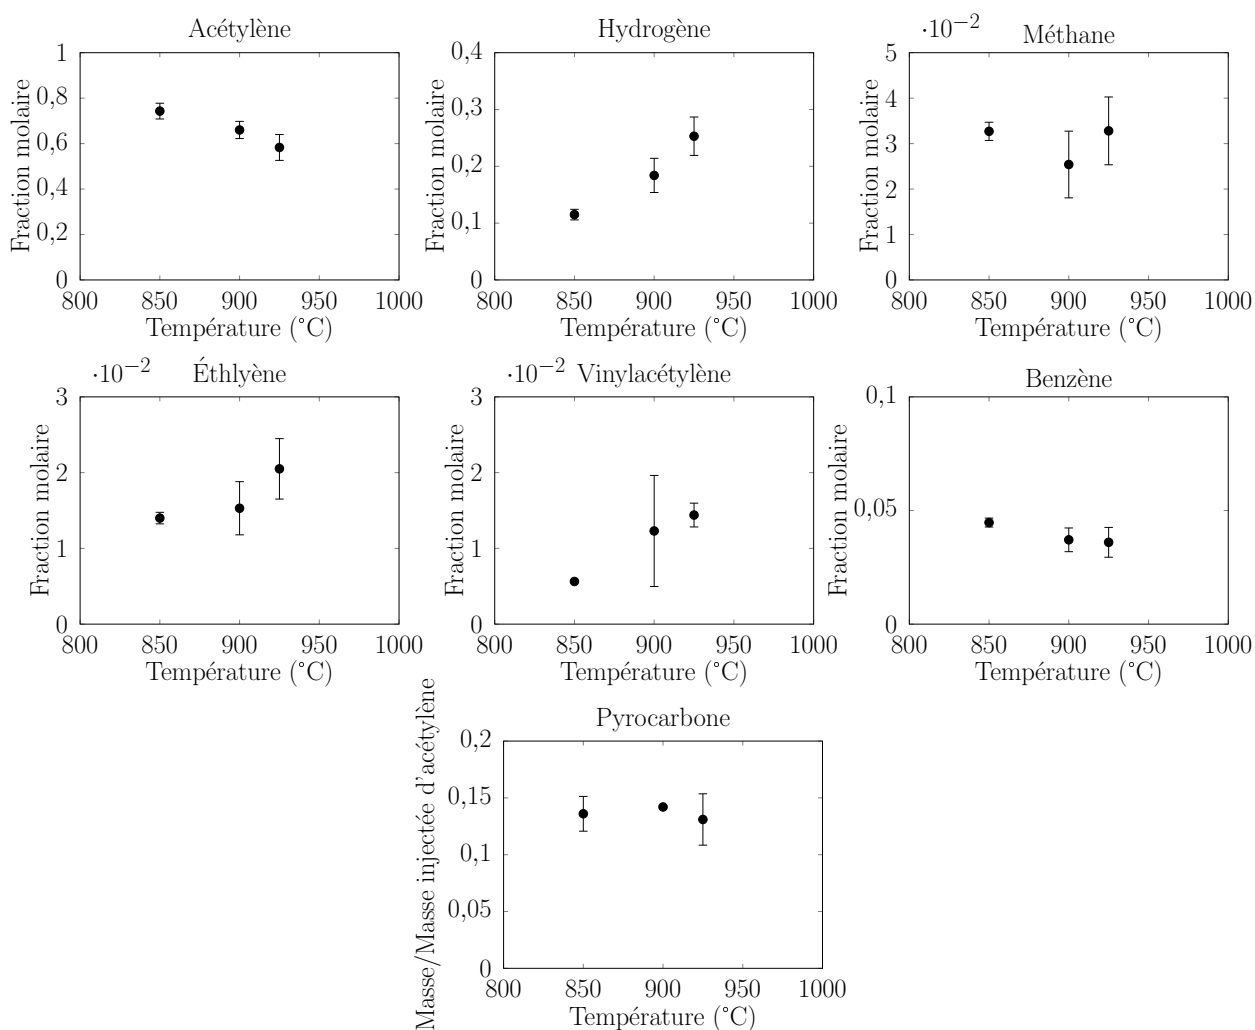 Acétylène
Fraction molaire
1
0,8
0,6
0,4
0,2
0
800 850 900 950 1000
Température (°C)
Hydrogène
Fraction molaire
0,4
0,3
0,2
0,1
0
800 850 900 950 1000
Température (°C)
·10−2
Méthane
Fraction molaire
5
4
3
2
1
0
800 850 900 950 1000
Température (°C)
·10−2
Éthlyène
Fraction molaire
3
2
1
0
800 850 900 950 1000
Température (°C)
·10−2
Vinylacétylène
Fraction molaire
3
2
1
0
800 850 900 950 1000
Température (°C)
Benzène
Fraction molaire
0,1
0,05
0
800 850 900 950 1000
Température (°C)
Pyrocarbone
Masse/Masse injectée d'acétylène
0,2
0,15
0,1
0,05
0
800 850 900 950 1000
Température (°C)